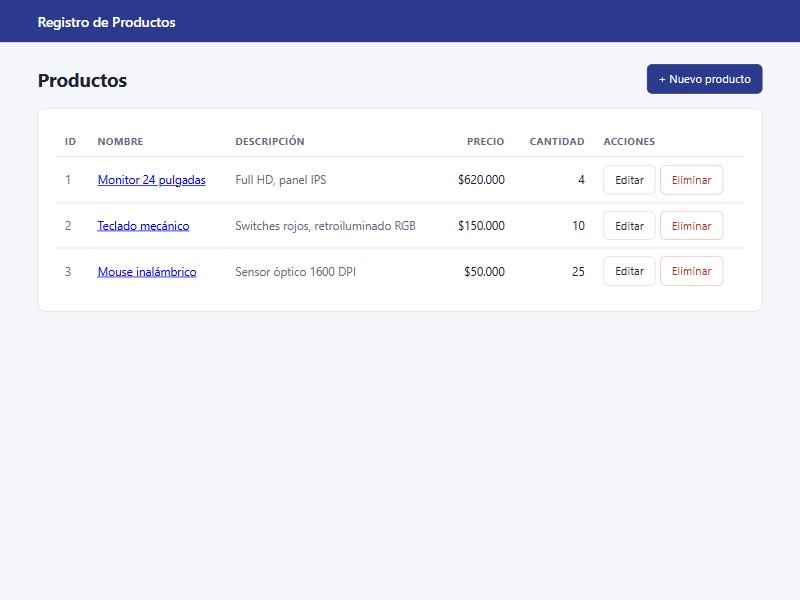 Registro de Productos
Productos
+ Nuevo producto
ID NOMBRE DESCRIPCIÓN PRECIO CANTIDAD ACCIONES
1 Monitor 24 pulgadas Full HD, panel IPS $620.000 4 Editar Eliminar
2 Teclado mecánico Switches rojos, retroiluminado RGB $150.000 10 Editar Eliminar
3 Mouse inalámbrico Sensor óptico 1600 DPI $50.000 25 Editar Eliminar